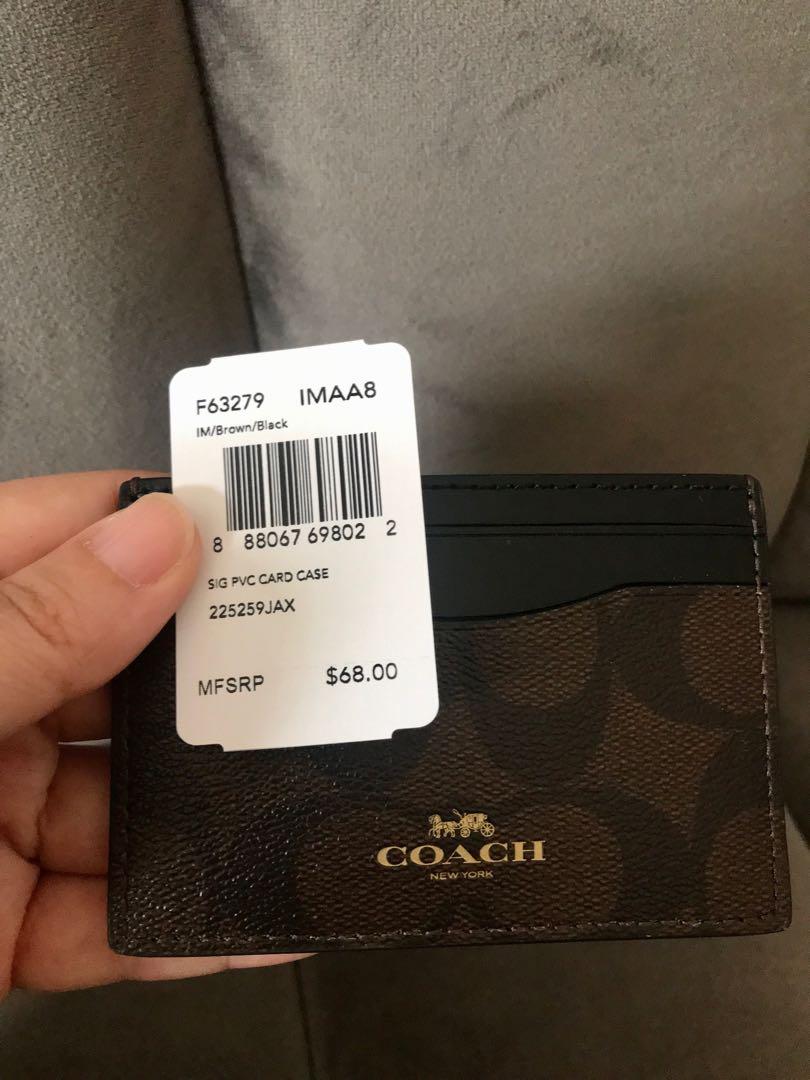 F63279 IMAA8
IM/Brown/Black
8 88067 69802 2
SIG PVC CARD CASE
225259JAX
MFSRP $68.00
COACH
NEW YORK